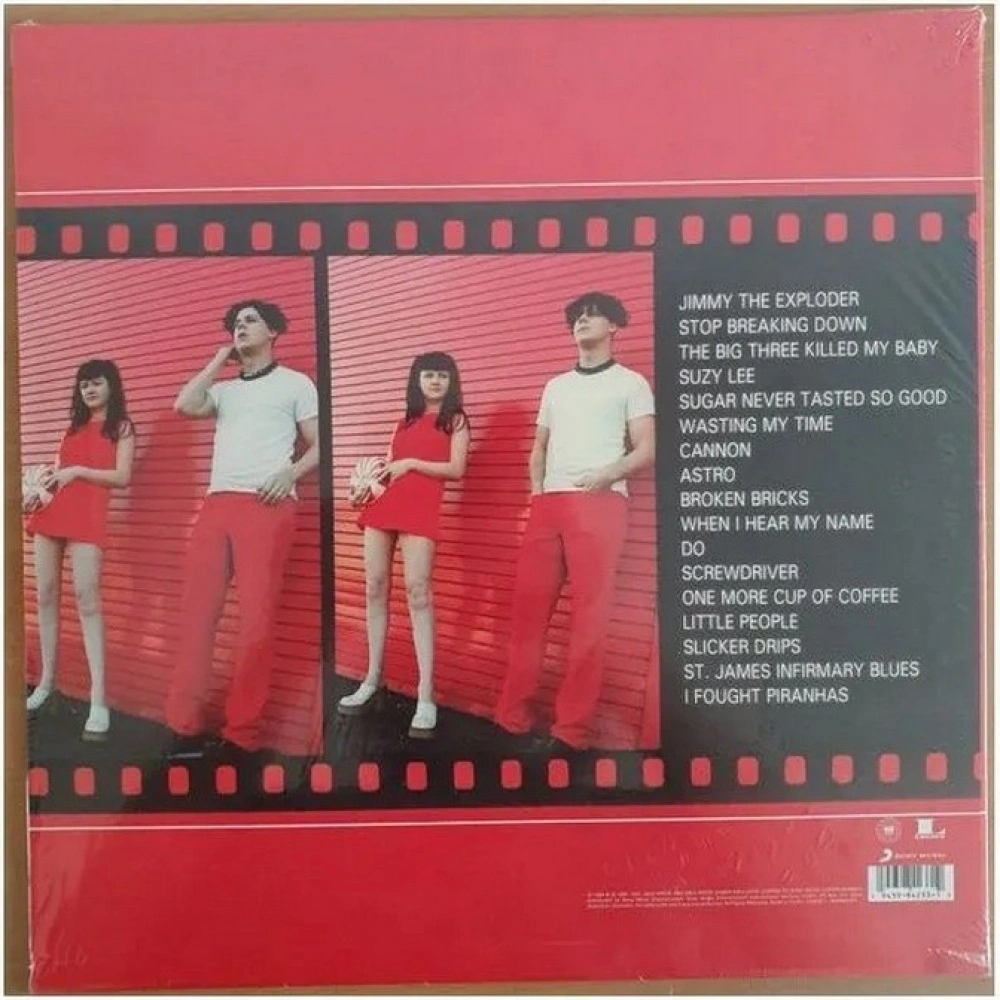 JIMMY THE EXPLODER
STOP BREAKING DOWN
THE BIG THREE KILLED MY BABY
SUZY LEE
SUGAR NEVER TASTED SO GOOD
WASTING MY TIME
CANNON
ASTRO
BROKEN BRICKS
WHEN I HEAR MY NAME
DO
SCREWDRIVER
ONE MORE CUP OF COFFEE
LITTLE PEOPLE
SLICKER DRIPS
ST. JAMES INFIRMARY BLUES
I FOUGHT PIRANHAS
L
SONY MUSIC